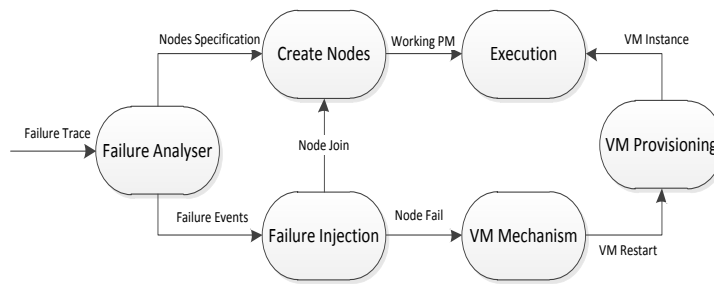 Nodes Specification
Create Nodes
Working PM
Execution
VM Instance
Failure Trace
Failure Analyser
Node Join
VM Provisioning
Failure Events
Failure Injection
Node Fail
VM Mechanism
VM Restart